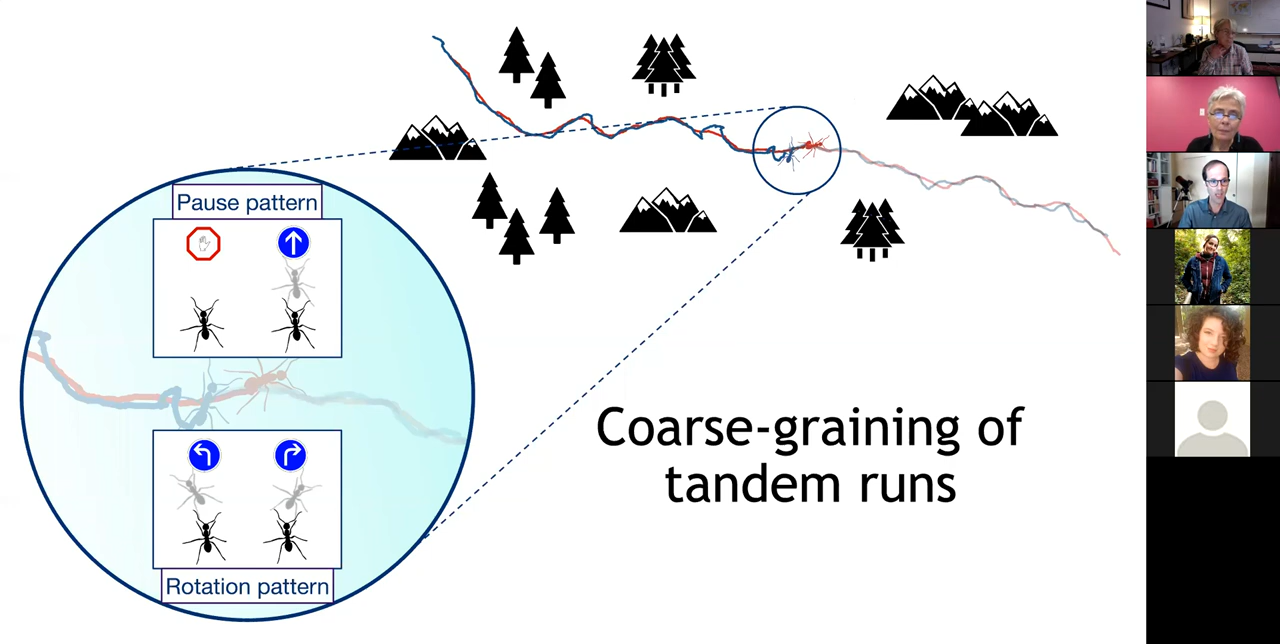 Pause pattern
Rotation pattern
Coarse-graining of
tandem runs